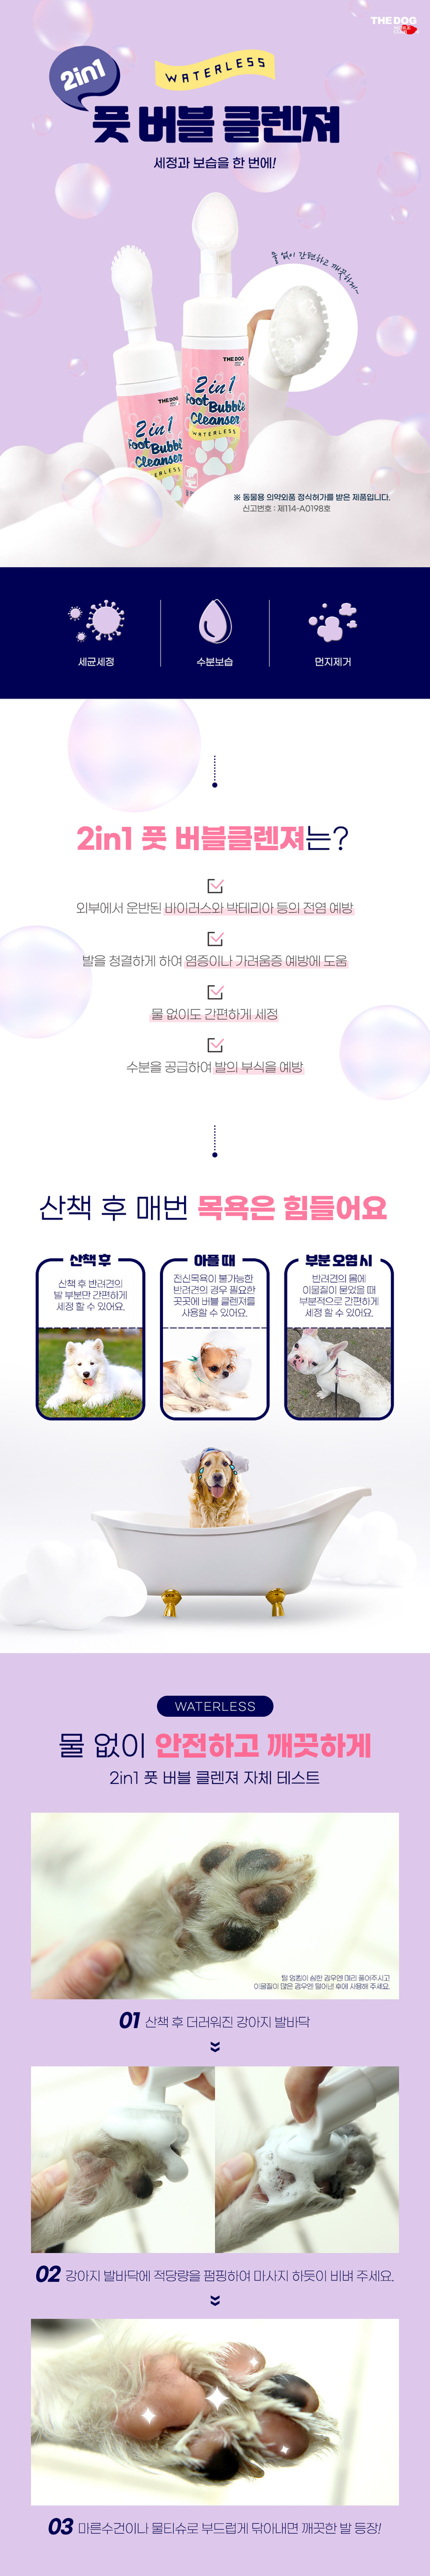 THE DOG
2in1
WATERLESS
풋 버블 클렌져
세정과 보습을 한 번에!
물 없이 간편하고 깨끗하게~
THE DOG
2in1
Foot Bubble
Cleanser
WATERLESS
THE DOG
2in1
Foot Bubble
Cleanser
WATERLESS
※ 동물용 의약외품 정식허가를 받은 제품입니다.
신고번호 : 제114-A0198호
세균세정
수분보습
먼지제거
2in1 풋 버블클렌져는?
외부에서 운반된 바이러스와 박테리아 등의 전염 예방
발을 청결하게 하여 염증이나 가려움증 예방에 도움
물 없이도 간편하게 세정
수분을 공급하여 발의 부식을 예방
산책 후 매번 목욕은 힘들어요
산책 후
산책 후 반려견의
발 부분만 간편하게
세정 할 수 있어요.
아플 때
전신목욕이 불가능한
반려견의 경우 필요한
곳곳에 버블 클렌져를
사용할 수 있어요.
부분 오염 시
반려견의 몸에
이물질이 묻었을 때
부분적으로 간편하게
세정 할 수 있어요.
WATERLESS
물 없이 안전하고 깨끗하게
2in1 풋 버블 클렌져 자체 테스트
털 엉킴이 심한 경우엔 미리 풀어주시고
이물질이 많은 경우엔 털어낸 후에 사용해 주세요.
01 산책 후 더러워진 강아지 발바닥
02 강아지 발바닥에 적당량을 펌핑하여 마사지 하듯이 비벼 주세요.
03 마른수건이나 물티슈로 부드럽게 닦아내면 깨끗한 발 등장!